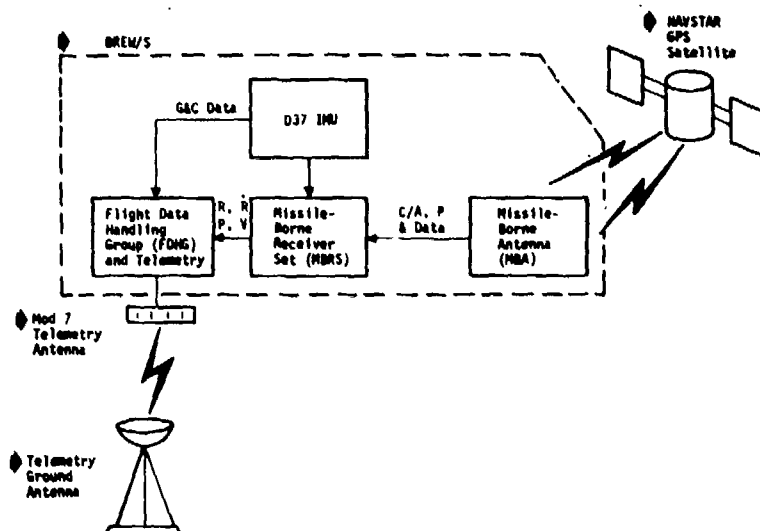 BREW/S
NAVSTAR
GPS
Satellite
G&C Data
D37 IMU
Flight Data
Handling
Group (FDHG)
and Telemetry
R, Ṙ
P, V
Missile-
Borne
Receiver
Set (MBRS)
C/A, P
& Data
Missile-
Borne
Antenna
(MBA)
Mod 7
Telemetry
Antenna
Telemetry
Ground
Antenna